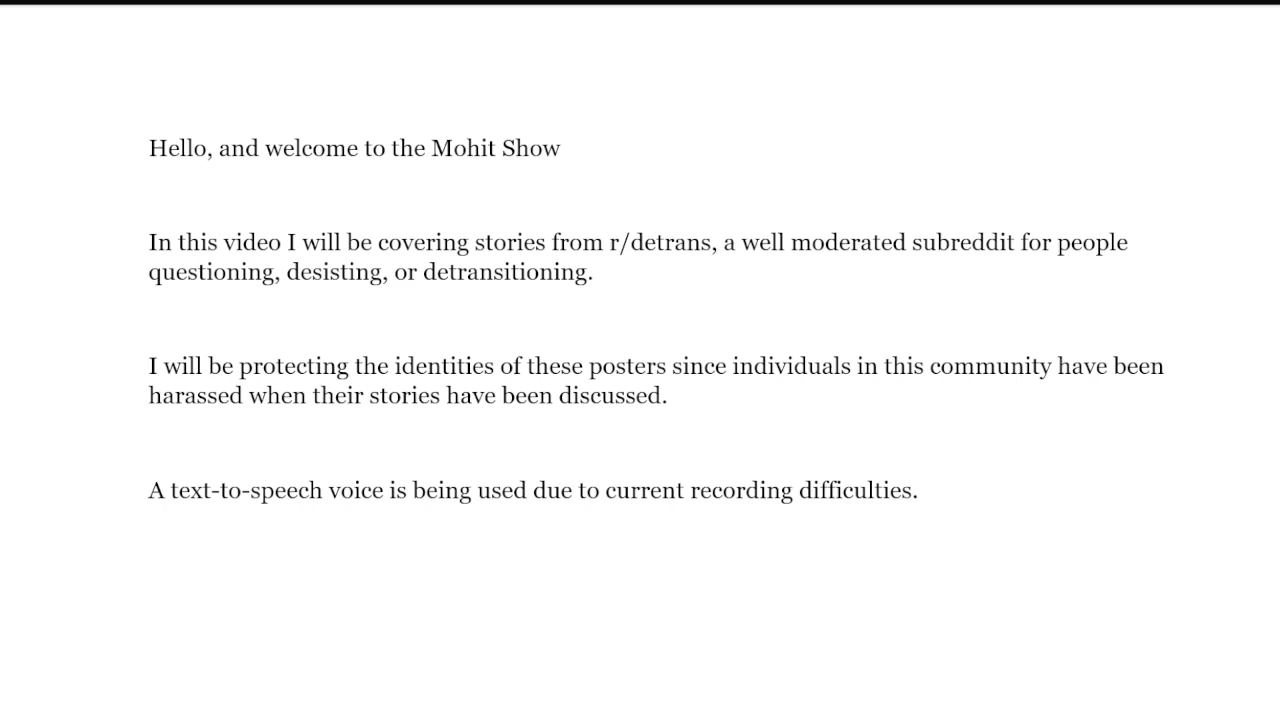 Hello, and welcome to the Mohit Show
In this video I will be covering stories from r/detrans, a well moderated subreddit for people
questioning, desisting, or detransitioning.
I will be protecting the identities of these posters since individuals in this community have been
harassed when their stories have been discussed.
A text-to-speech voice is being used due to current recording difficulties.